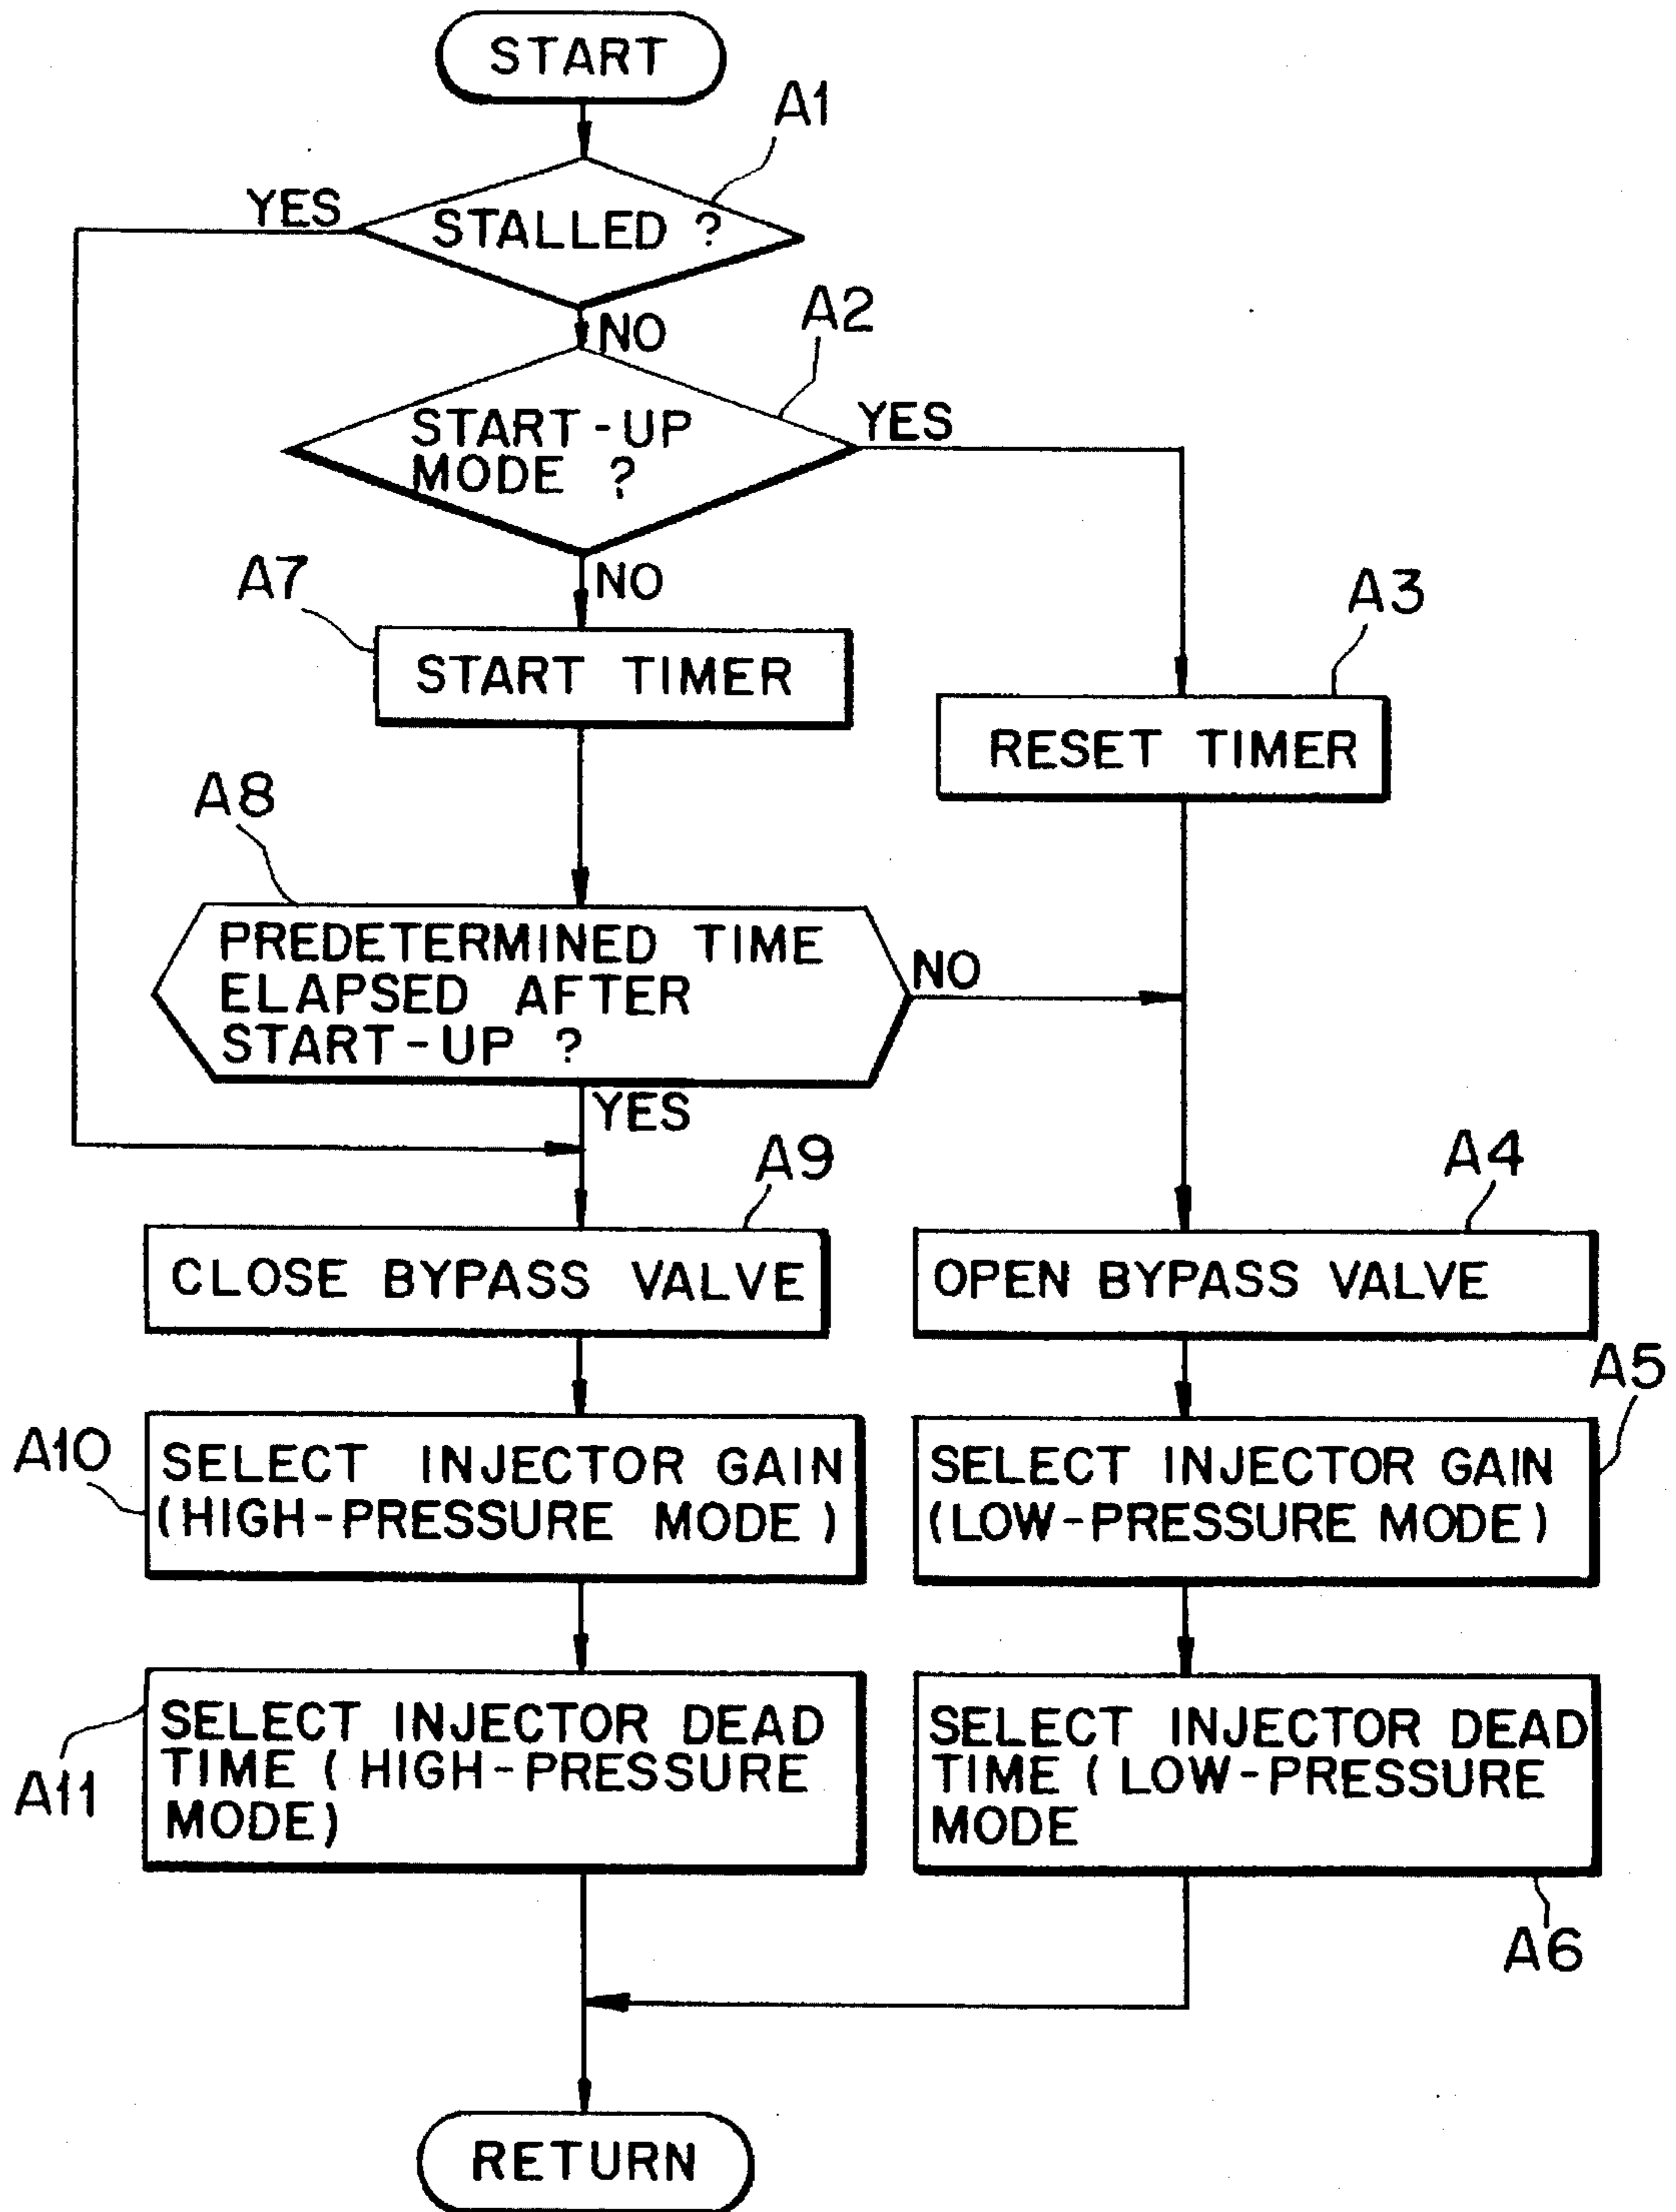 START
A1
YES
STALLED ?
NO
A2
START-UP
MODE ?
YES
NO
A7
START TIMER
A3
RESET TIMER
A8
PREDETERMINED TIME
ELAPSED AFTER
START-UP ?
NO
YES
A9
CLOSE BYPASS VALVE
A4
OPEN BYPASS VALVE
A10
SELECT INJECTOR GAIN
(HIGH-PRESSURE MODE)
A5
SELECT INJECTOR GAIN
(LOW-PRESSURE MODE)
A11
SELECT INJECTOR DEAD
TIME (HIGH-PRESSURE
MODE)
SELECT INJECTOR DEAD
TIME (LOW-PRESSURE
MODE
A6
RETURN